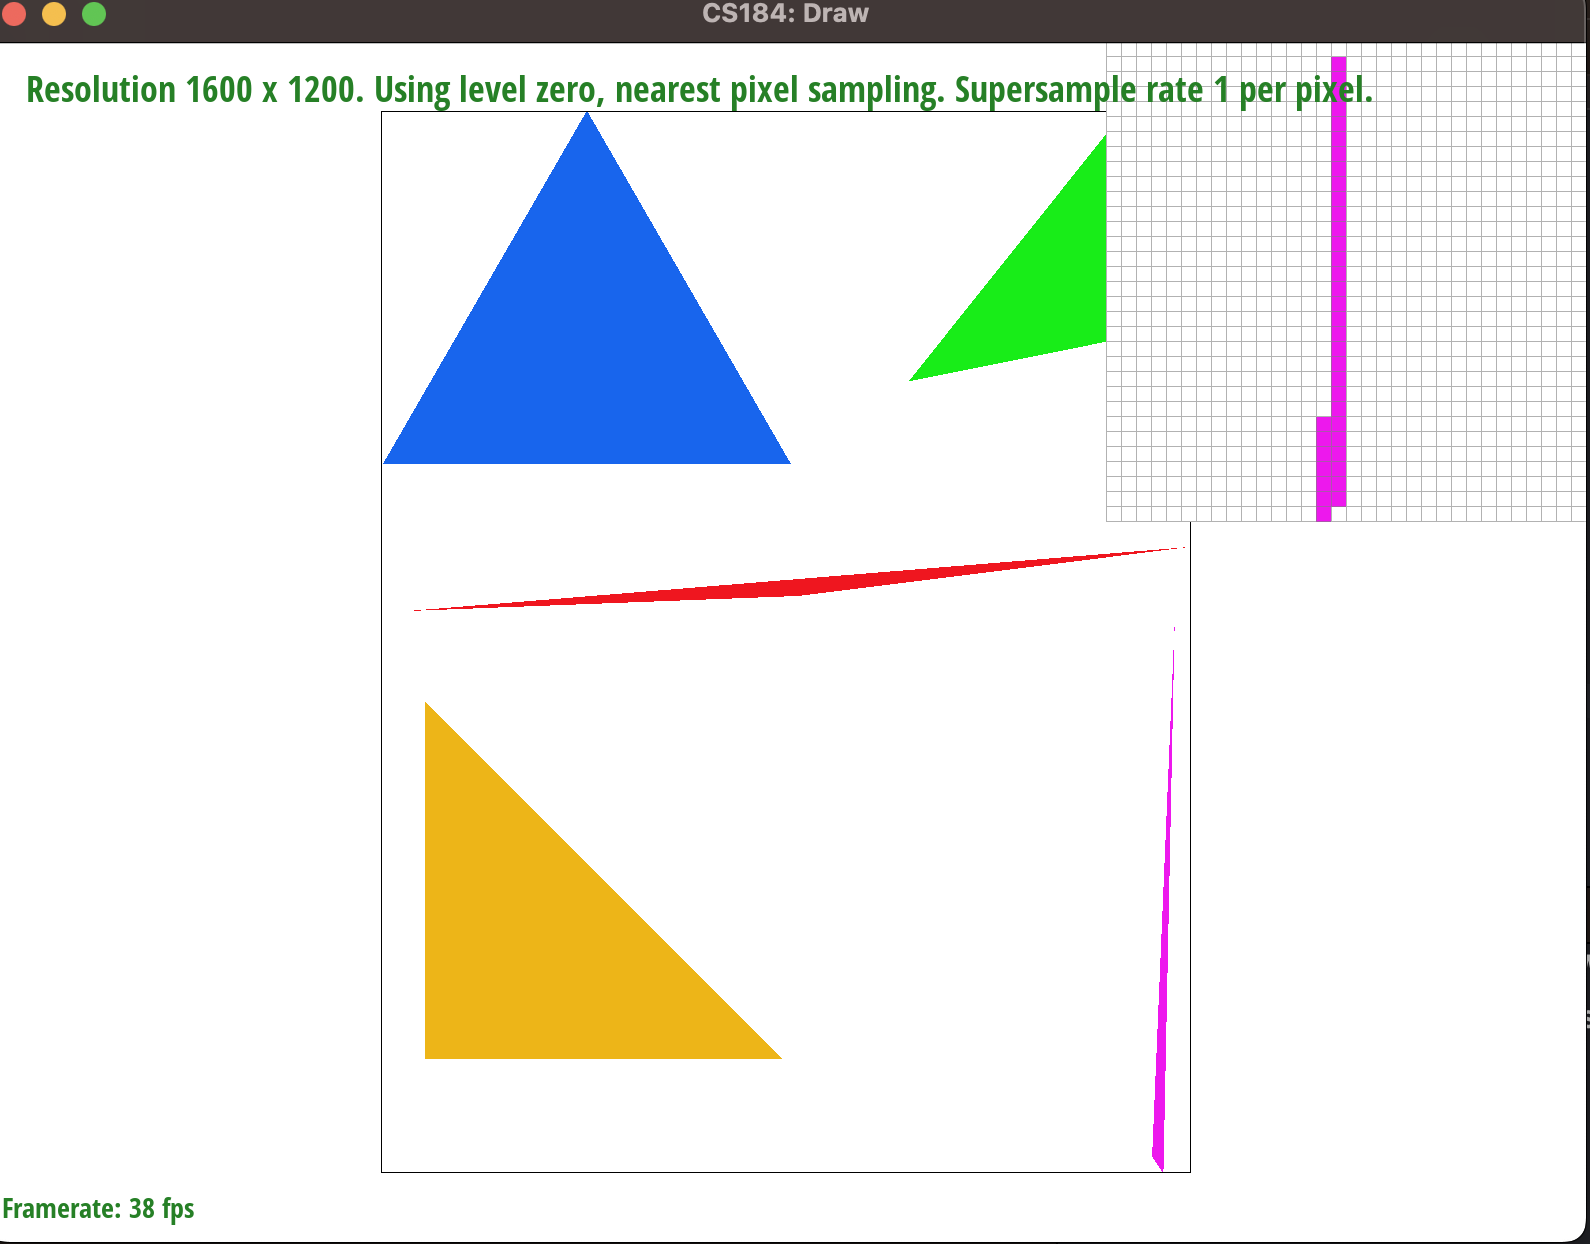 CS184: Draw
Resolution 1600 x 1200. Using level zero, nearest pixel sampling. Supersample rate 1 per pixel.
Framerate: 38 fps